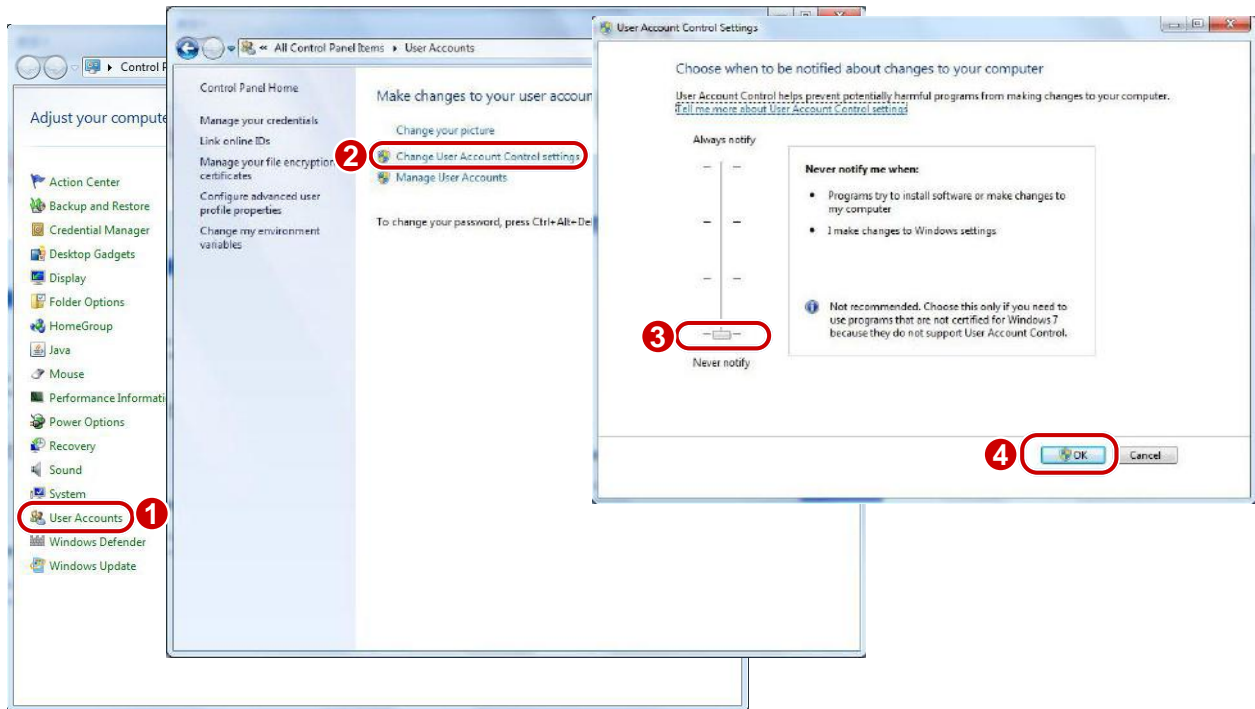 Control P
Adjust your compute
Action Center
Backup and Restore
Credential Manager
Desktop Gadgets
Display
Folder Options
HomeGroup
Java
Mouse
Performance Informati
Power Options
Recovery
Sound
System
User Accounts
1
Windows Defender
Windows Update
« All Control Panel Items ▸ User Accounts
Control Panel Home
Manage your credentials
Link online IDs
Manage your file encryption
certificates
Configure advanced user
profile properties
Change my environment
variables
Make changes to your user accoun
Change your picture
2
Change User Account Control settings
Manage User Accounts
To change your password, press Ctrl+Alt+De
User Account Control Settings
Choose when to be notified about changes to your computer
User Account Control helps prevent potentially harmful programs from making changes to your computer.
Tell me more about User Account Control settings
Always notify
Never notify me when:
• Programs try to install software or make changes to
my computer
• I make changes to Windows settings
Not recommended. Choose this only if you need to
use programs that are not certified for Windows 7
because they do not support User Account Control.
3
Never notify
4
OK
Cancel